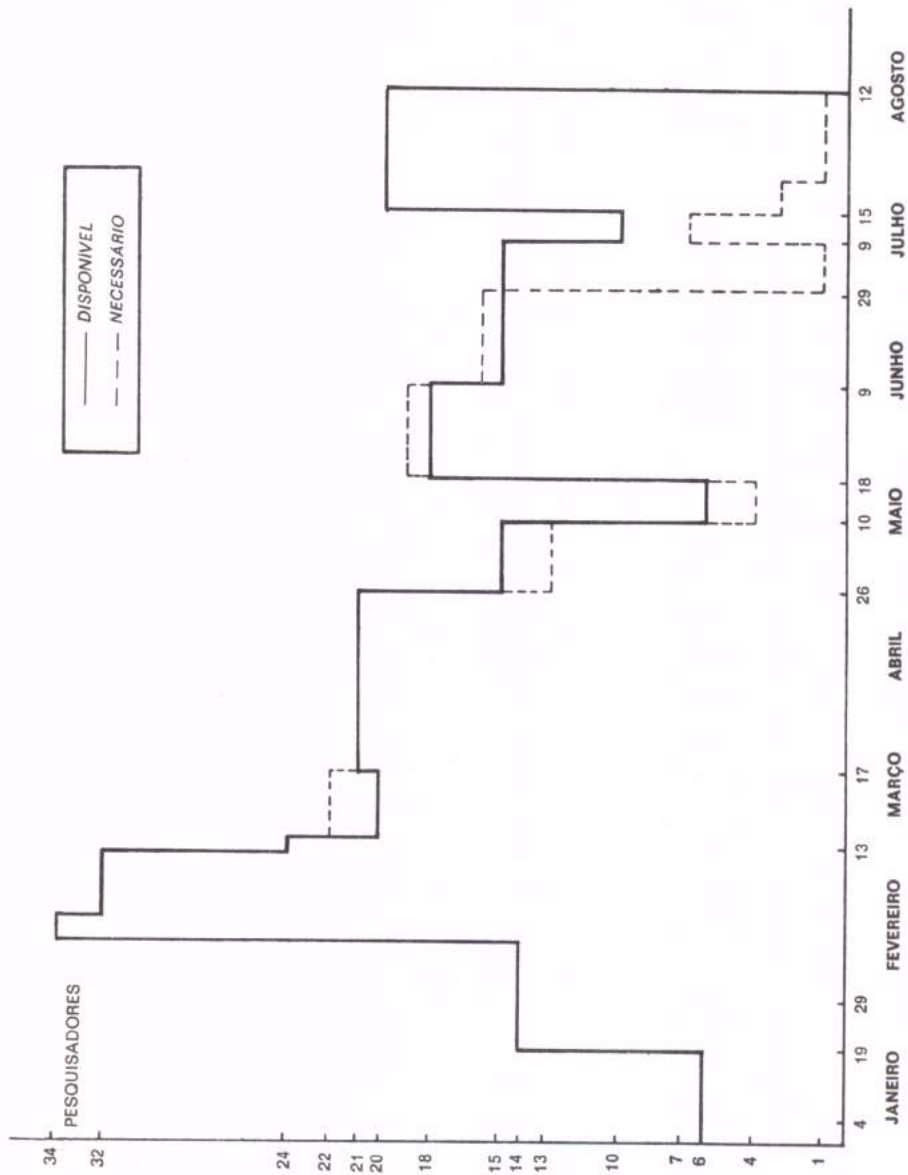 PESQUISADORES
34
32
24
22
21
20
18
15
14
13
10
7
6
4
1
DISPONIVEL
NECESSÁRIO
4
19
29
13
17
26
10
18
9
29
9
15
12
JANEIRO
FEVEREIRO
MARÇO
ABRIL
MAIO
JUNHO
JULHO
AGOSTO